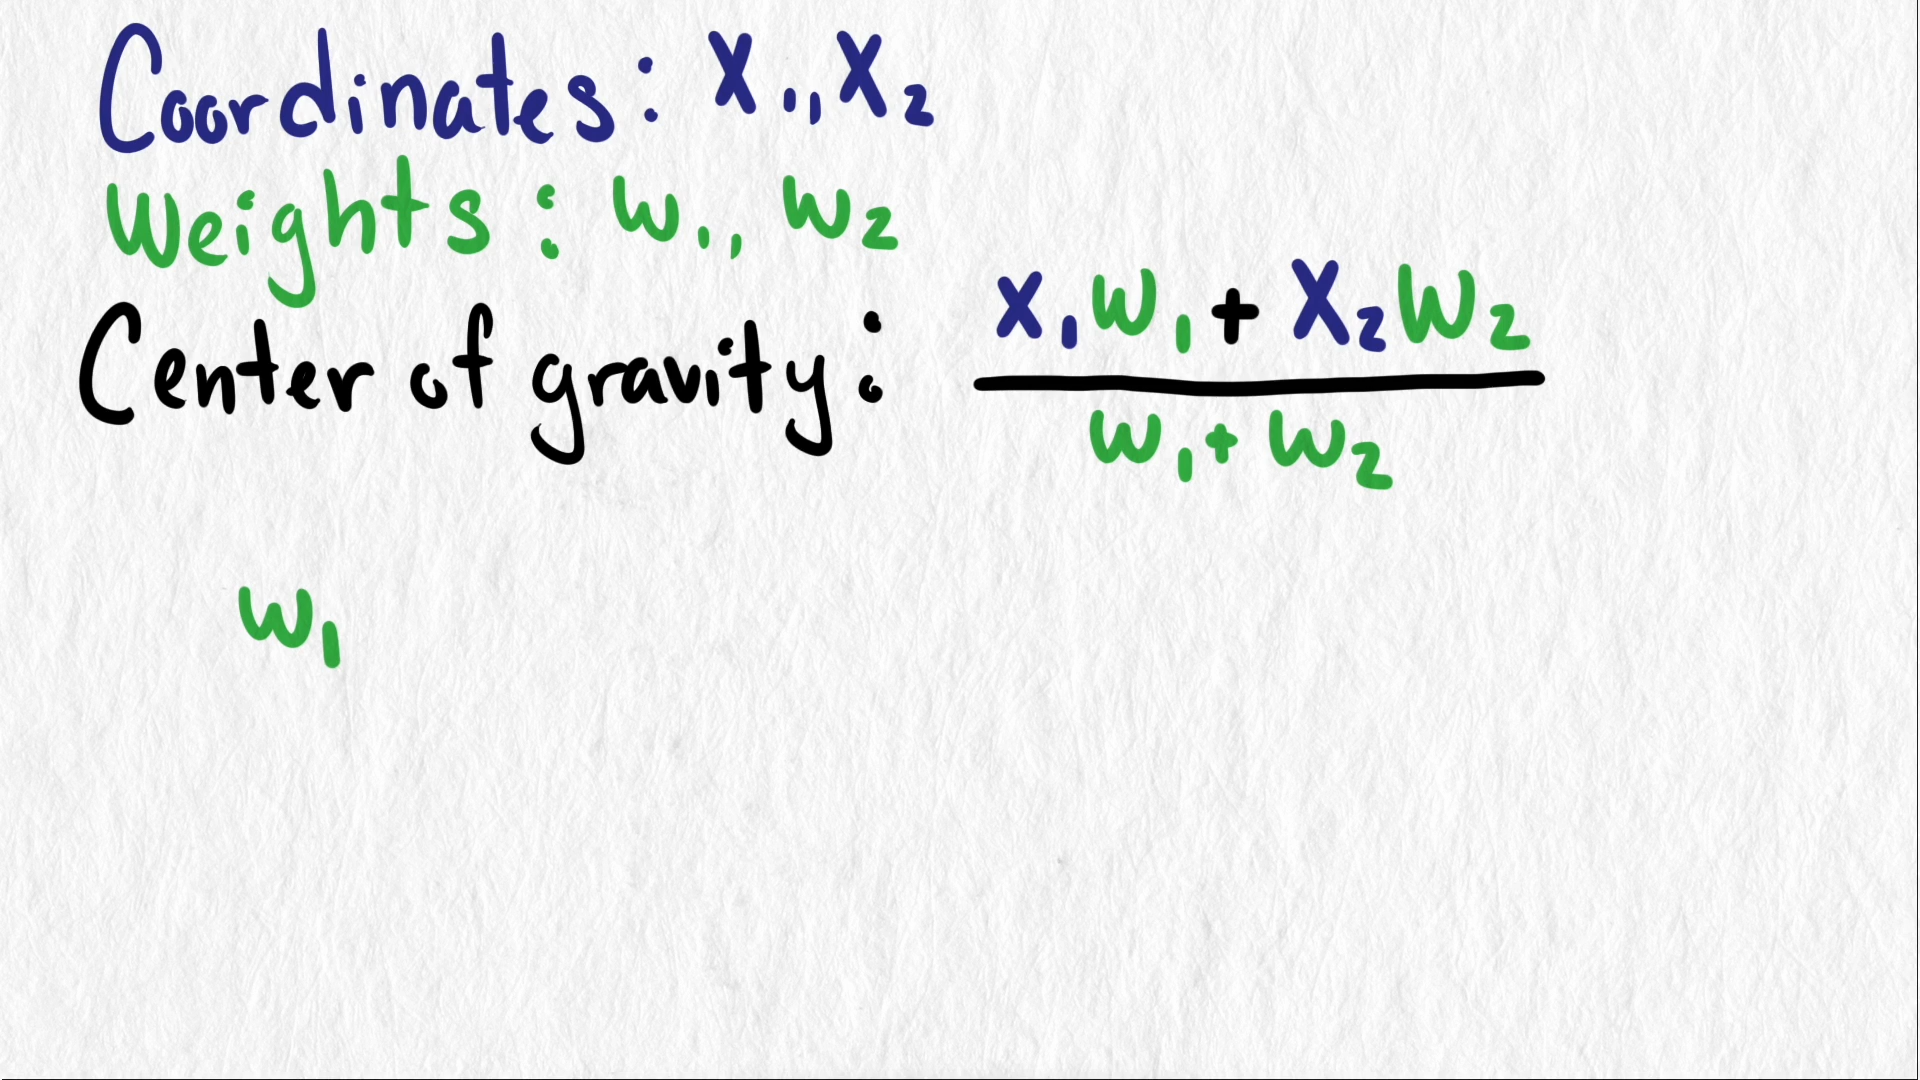 Coordinates: X₁, X₂
Weights: w₁, w₂
Center of gravity: 
x₁w₁ + x₂w₂
w₁ + w₂
w₁